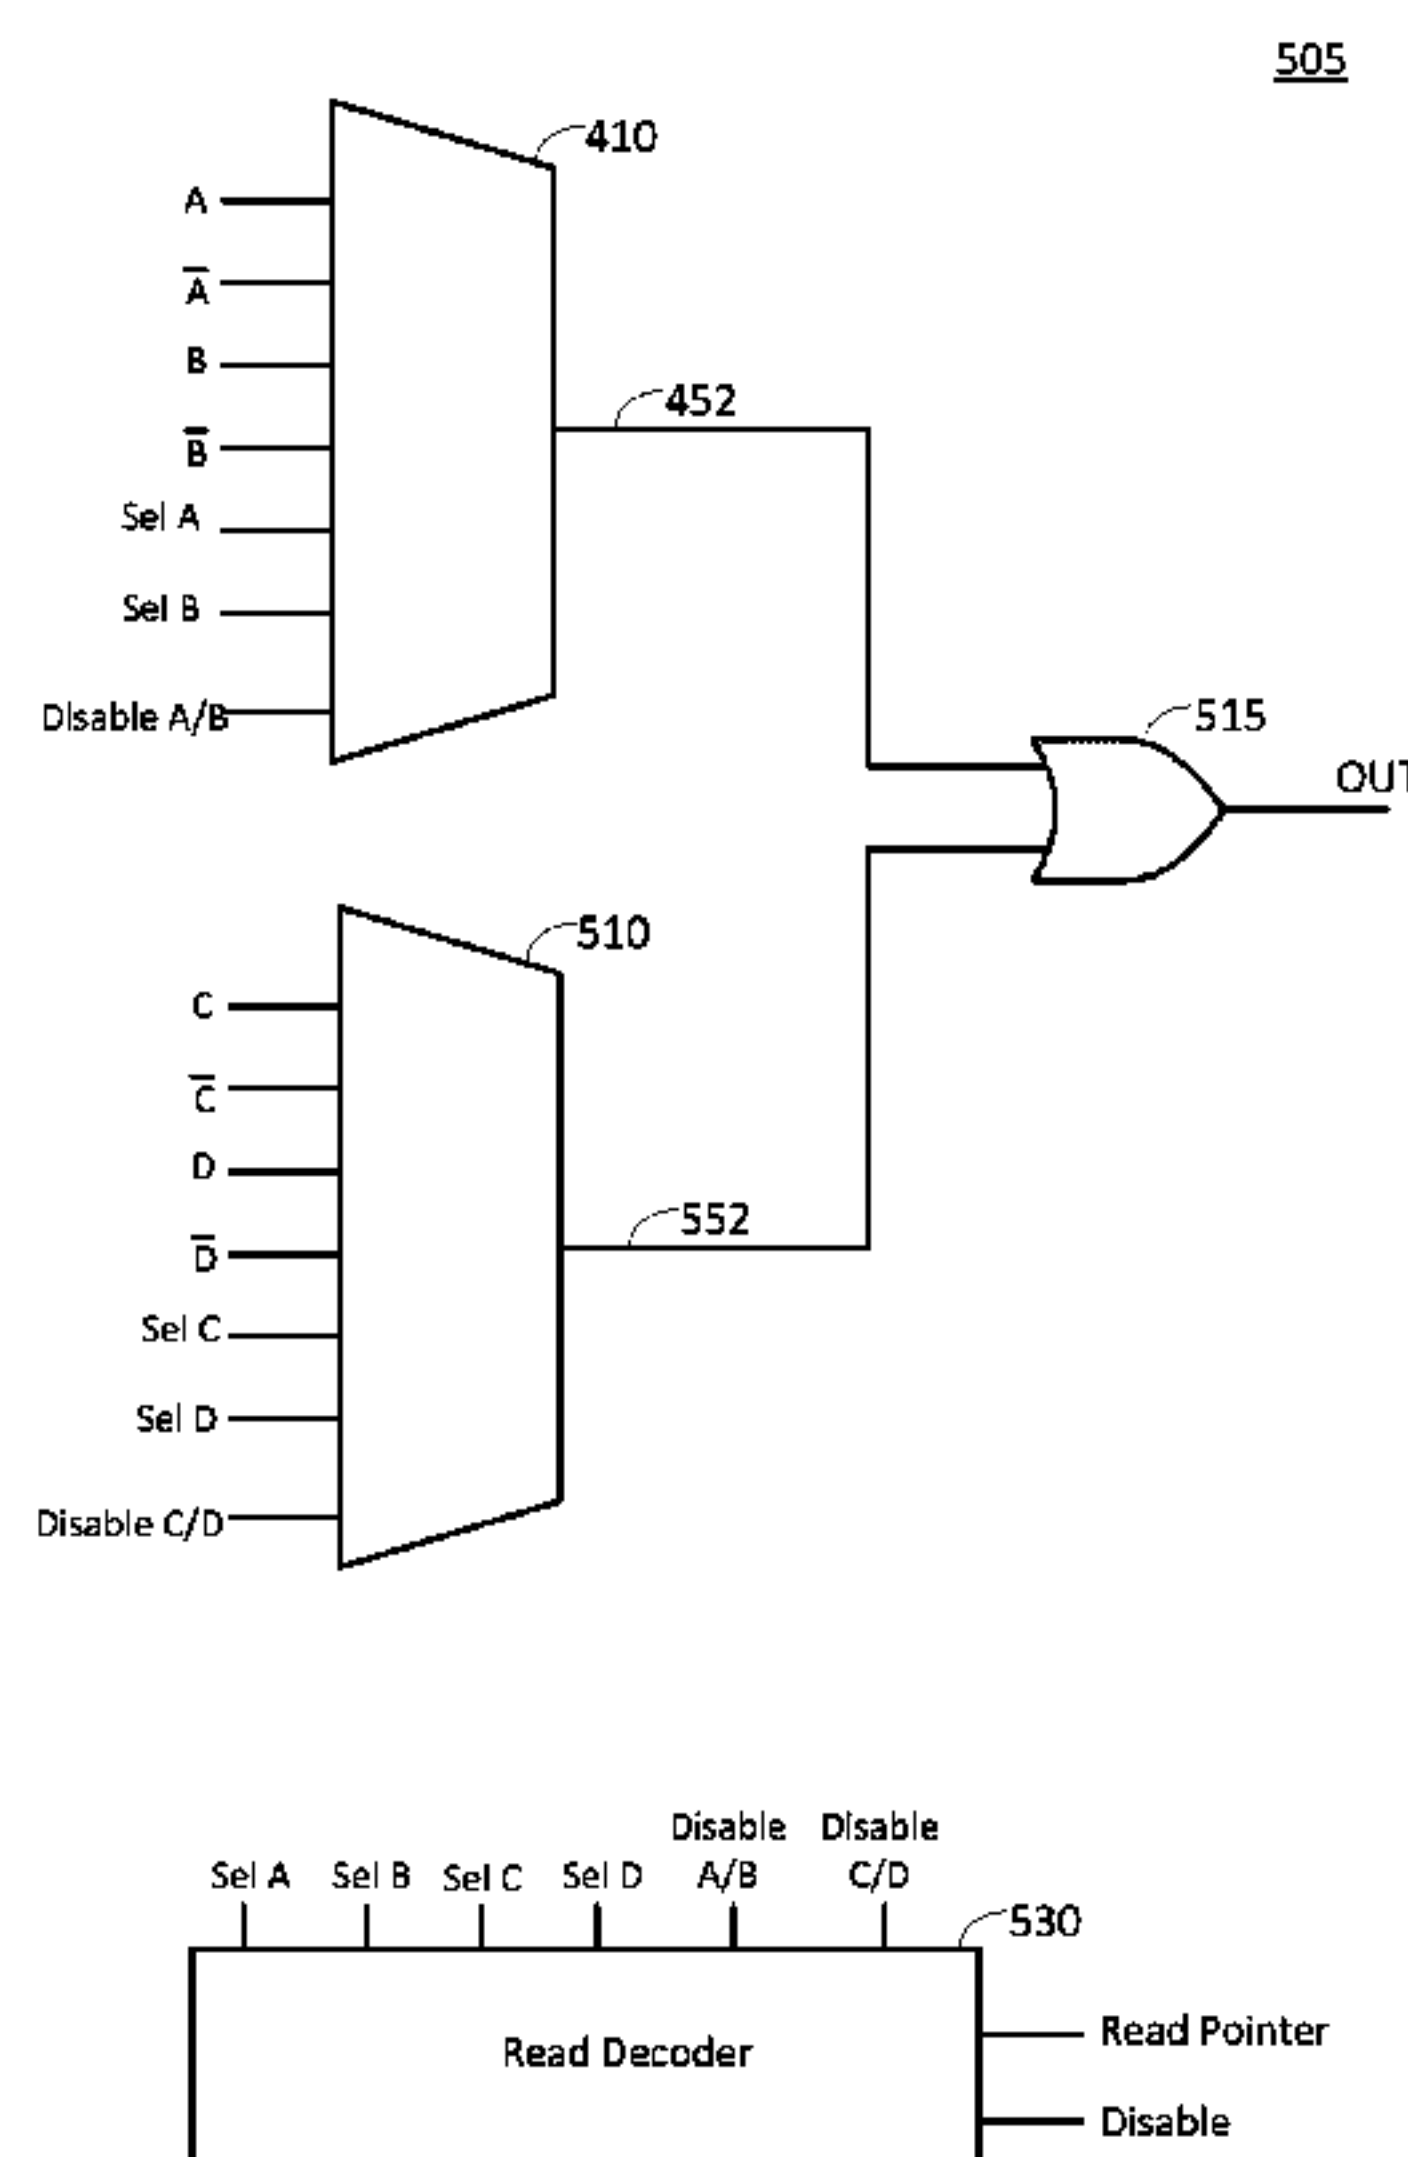 505
410
A
A̅
B
B̅
452
Sel A
Sel B
Disable A/B
515
OUT
510
C
C̅
D
D̅
552
Sel C
Sel D
Disable C/D
Sel A Sel B Sel C Sel D Disable A/B Disable C/D
530
Read Decoder
Read Pointer
Disable